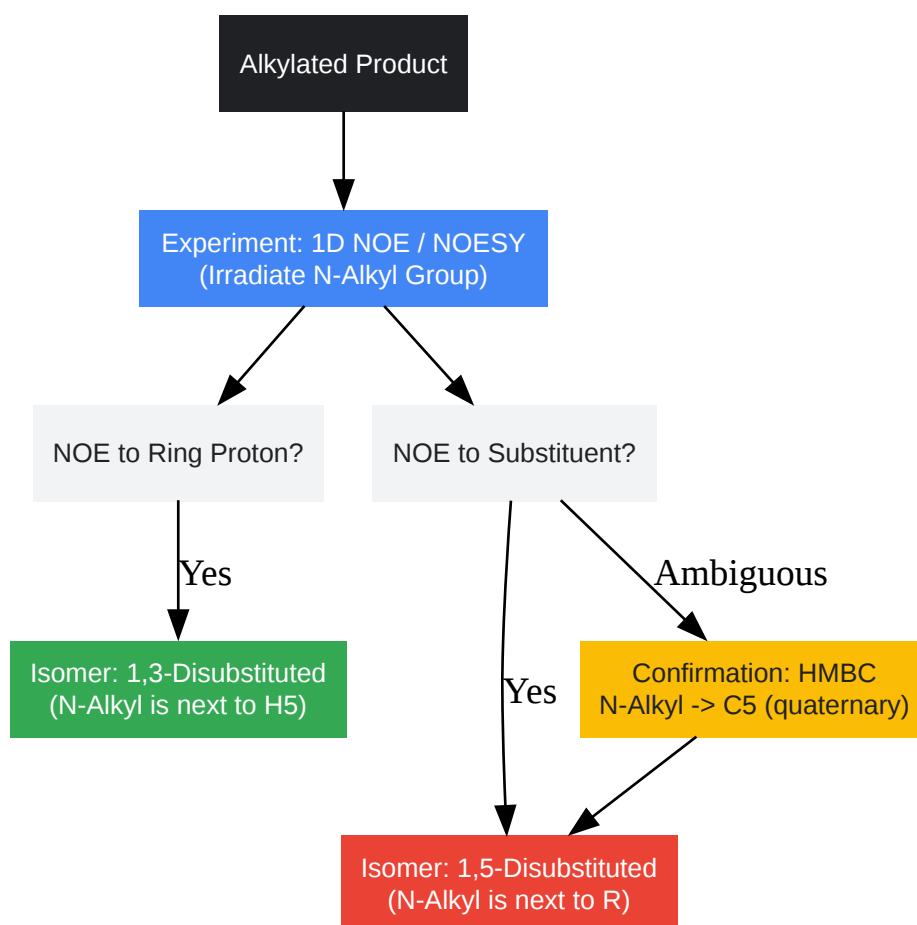 Alkylated Product
Experiment: 1D NOE / NOESY
(Irradiate N-Alkyl Group)
NOE to Ring Proton?
NOE to Substituent?
Yes
Ambiguous
Isomer: 1,3-Disubstituted
(N-Alkyl is next to H5)
Confirmation: HMBC
N-Alkyl -> C5 (quaternary)
Yes
Isomer: 1,5-Disubstituted
(N-Alkyl is next to R)